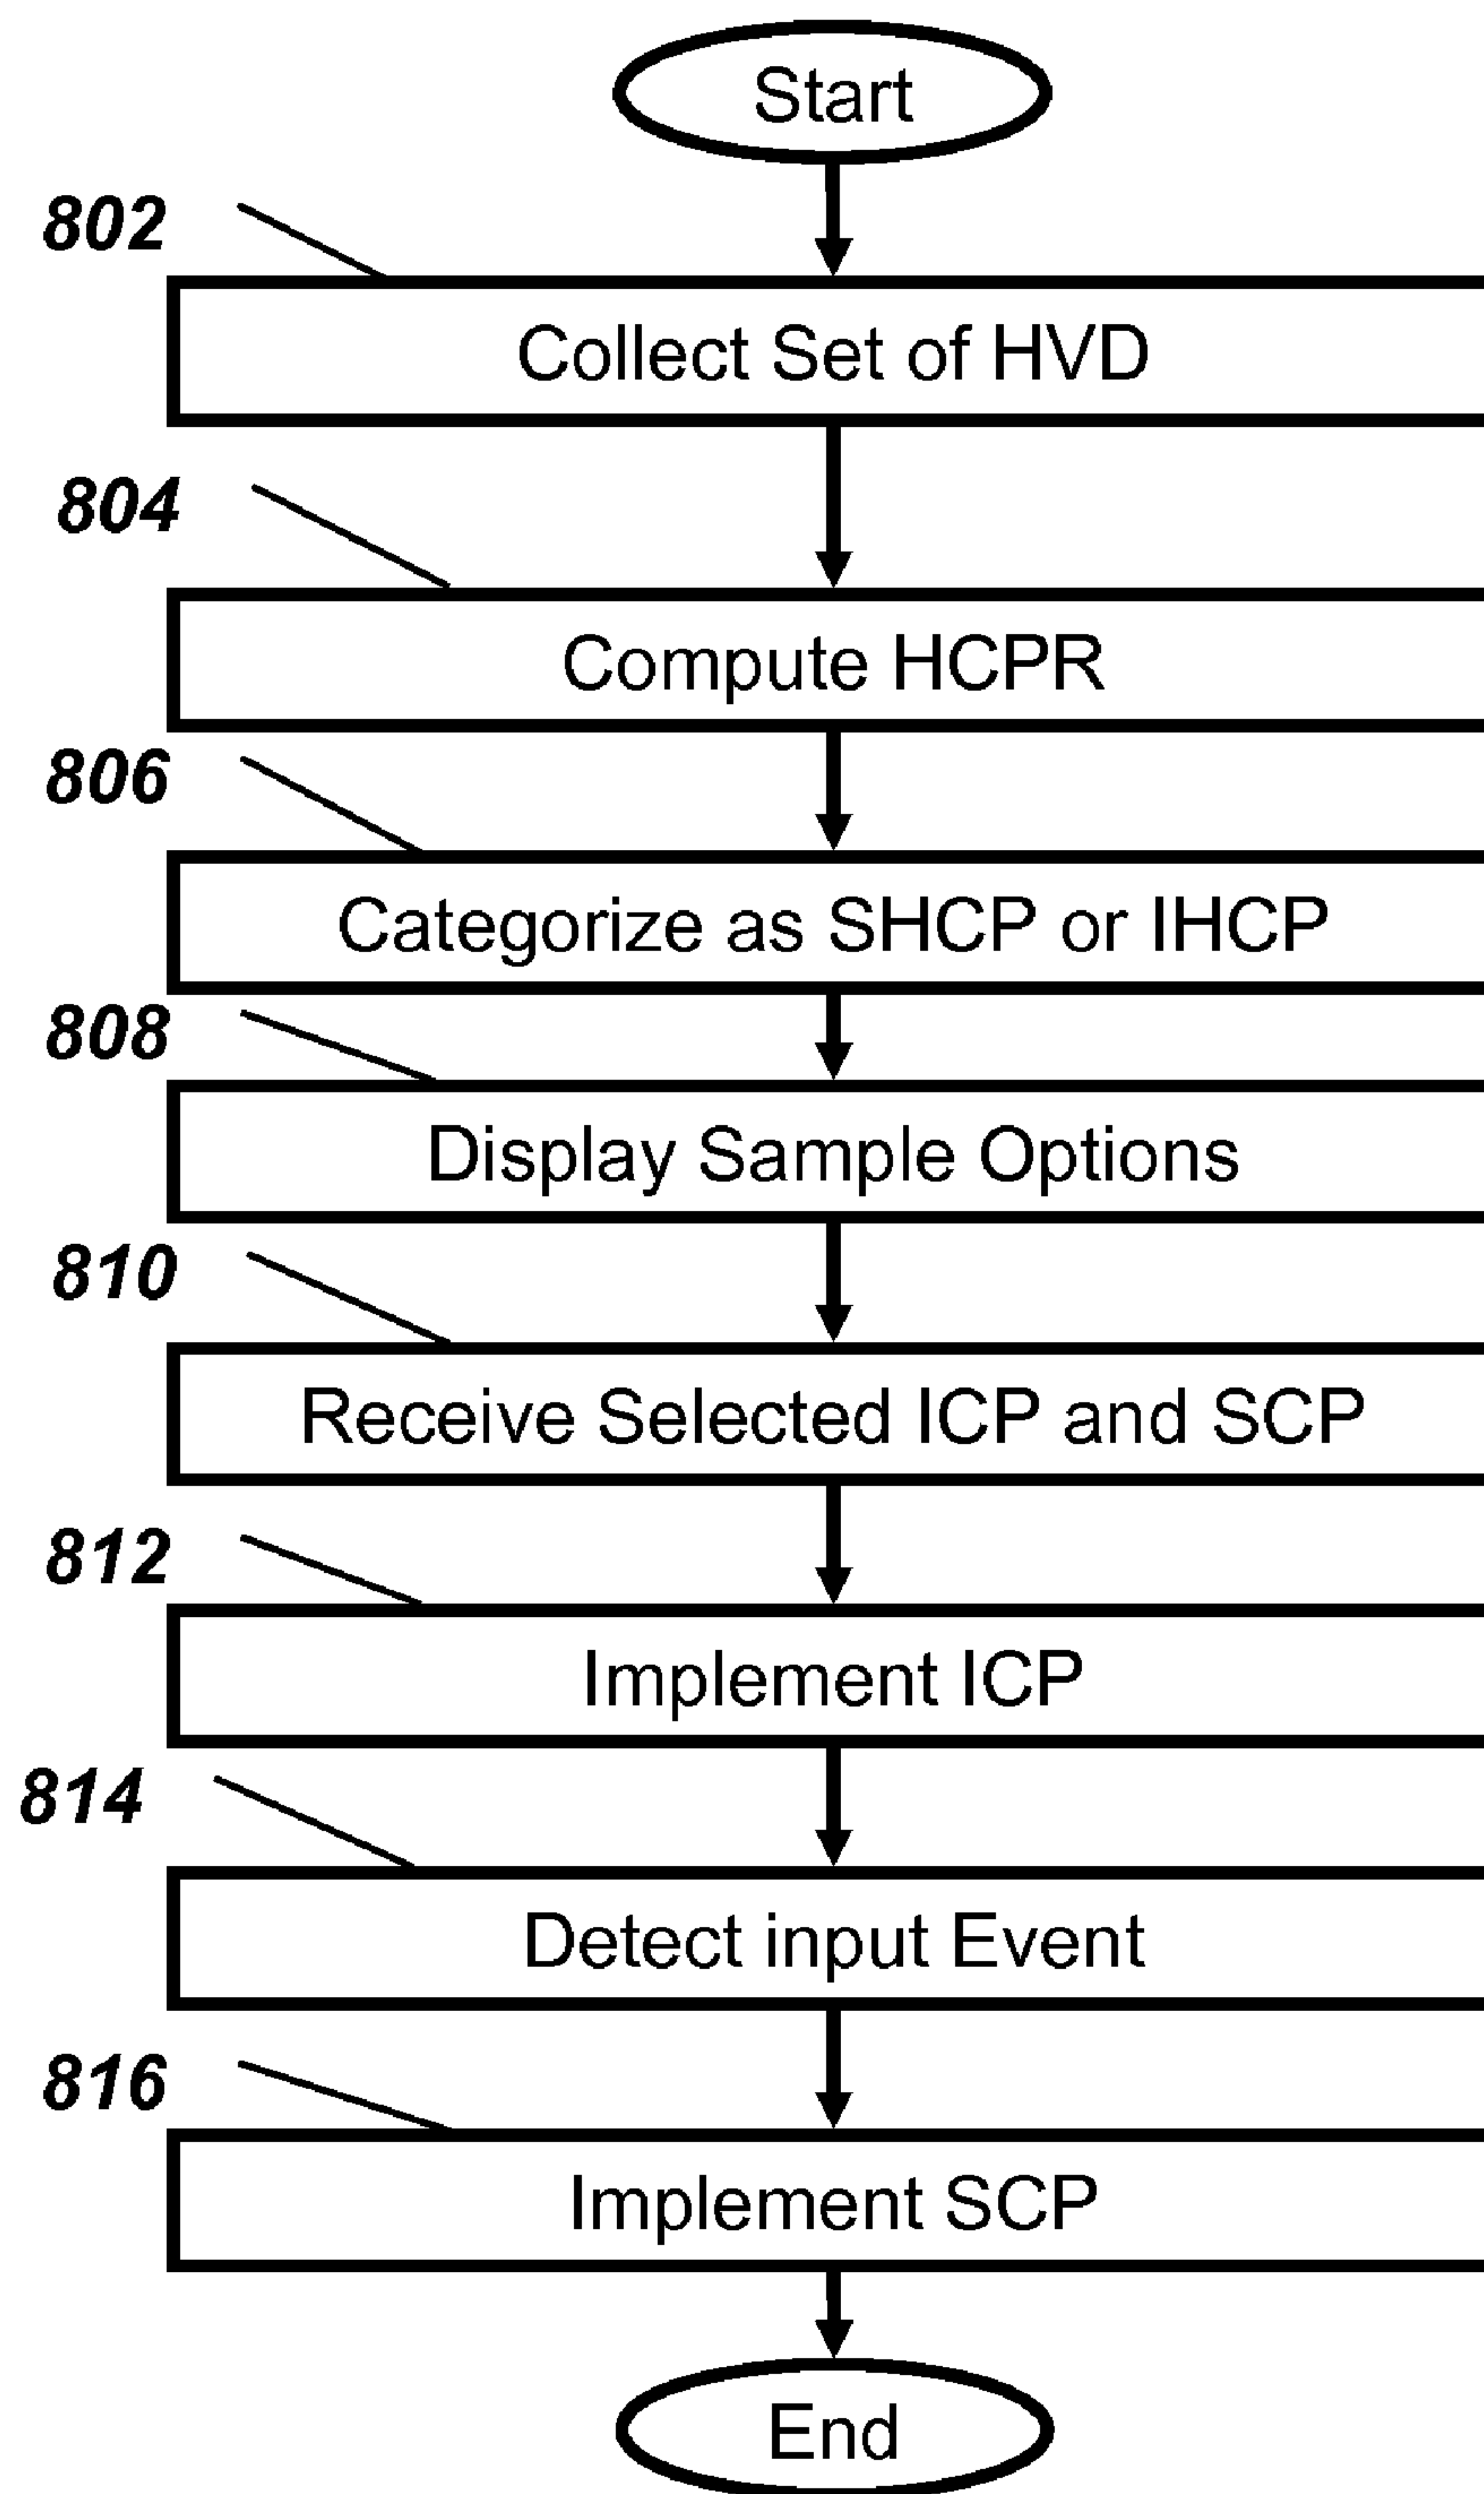 Start
802
Collect Set of HVD
804
Compute HCPR
806
Categorize as SHCP or IHCP
808
Display Sample Options
810
Receive Selected ICP and SCP
812
Implement ICP
814
Detect input Event
816
Implement SCP
End